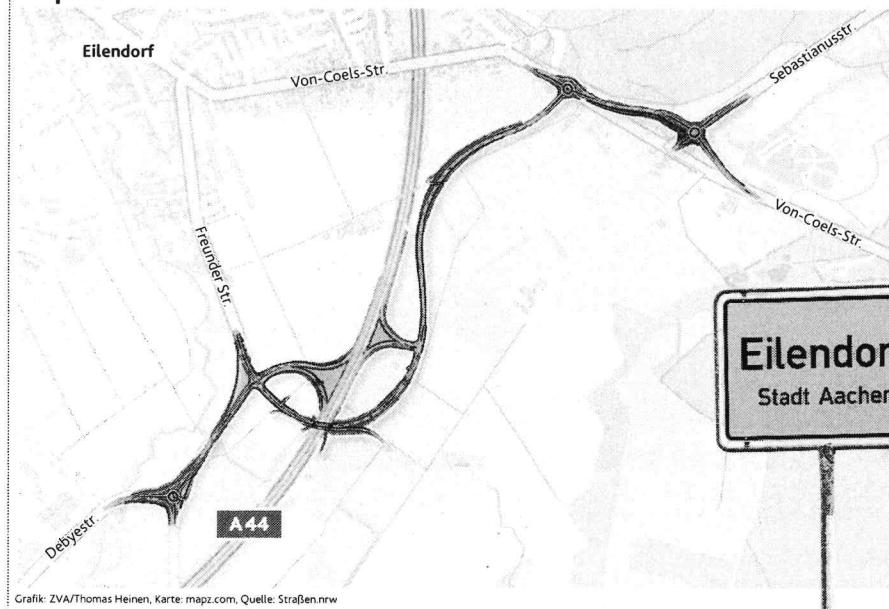 Eilendorf
Von-Coels-Str.
Sebastianusstr.
Von-Coels-Str.
Freunder Str.
Eilendor
Stadt Aachen
A 44
Debyestr.
Grafik: ZVA/Thomas Heinen, Karte: mapz.com, Quelle: Straßen.nrw